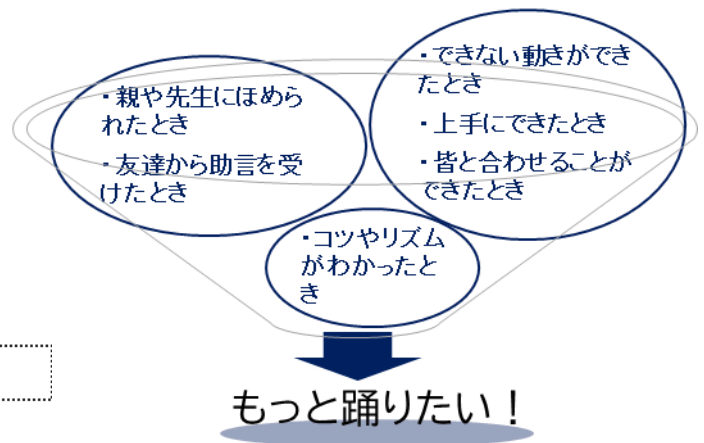 ・親や先生にほめら
れたとき
・友達から助言を受
けたとき
・できない動きができ
たとき
・上手にできたとき
・皆と合わせることが
できたとき
・コツやリズム
がわかったと
き
もっと踊りたい！